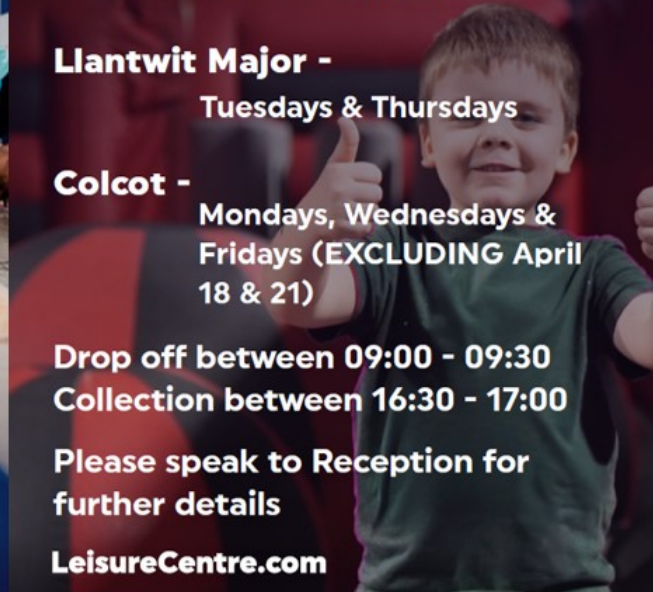 Llantwit Major -
Tuesdays & Thursdays
Colcot -
Mondays, Wednesdays &
Fridays (EXCLUDING April
18 & 21)
Drop off between 09:00 - 09:30
Collection between 16:30 - 17:00
Please speak to Reception for
further details
LeisureCentre.com